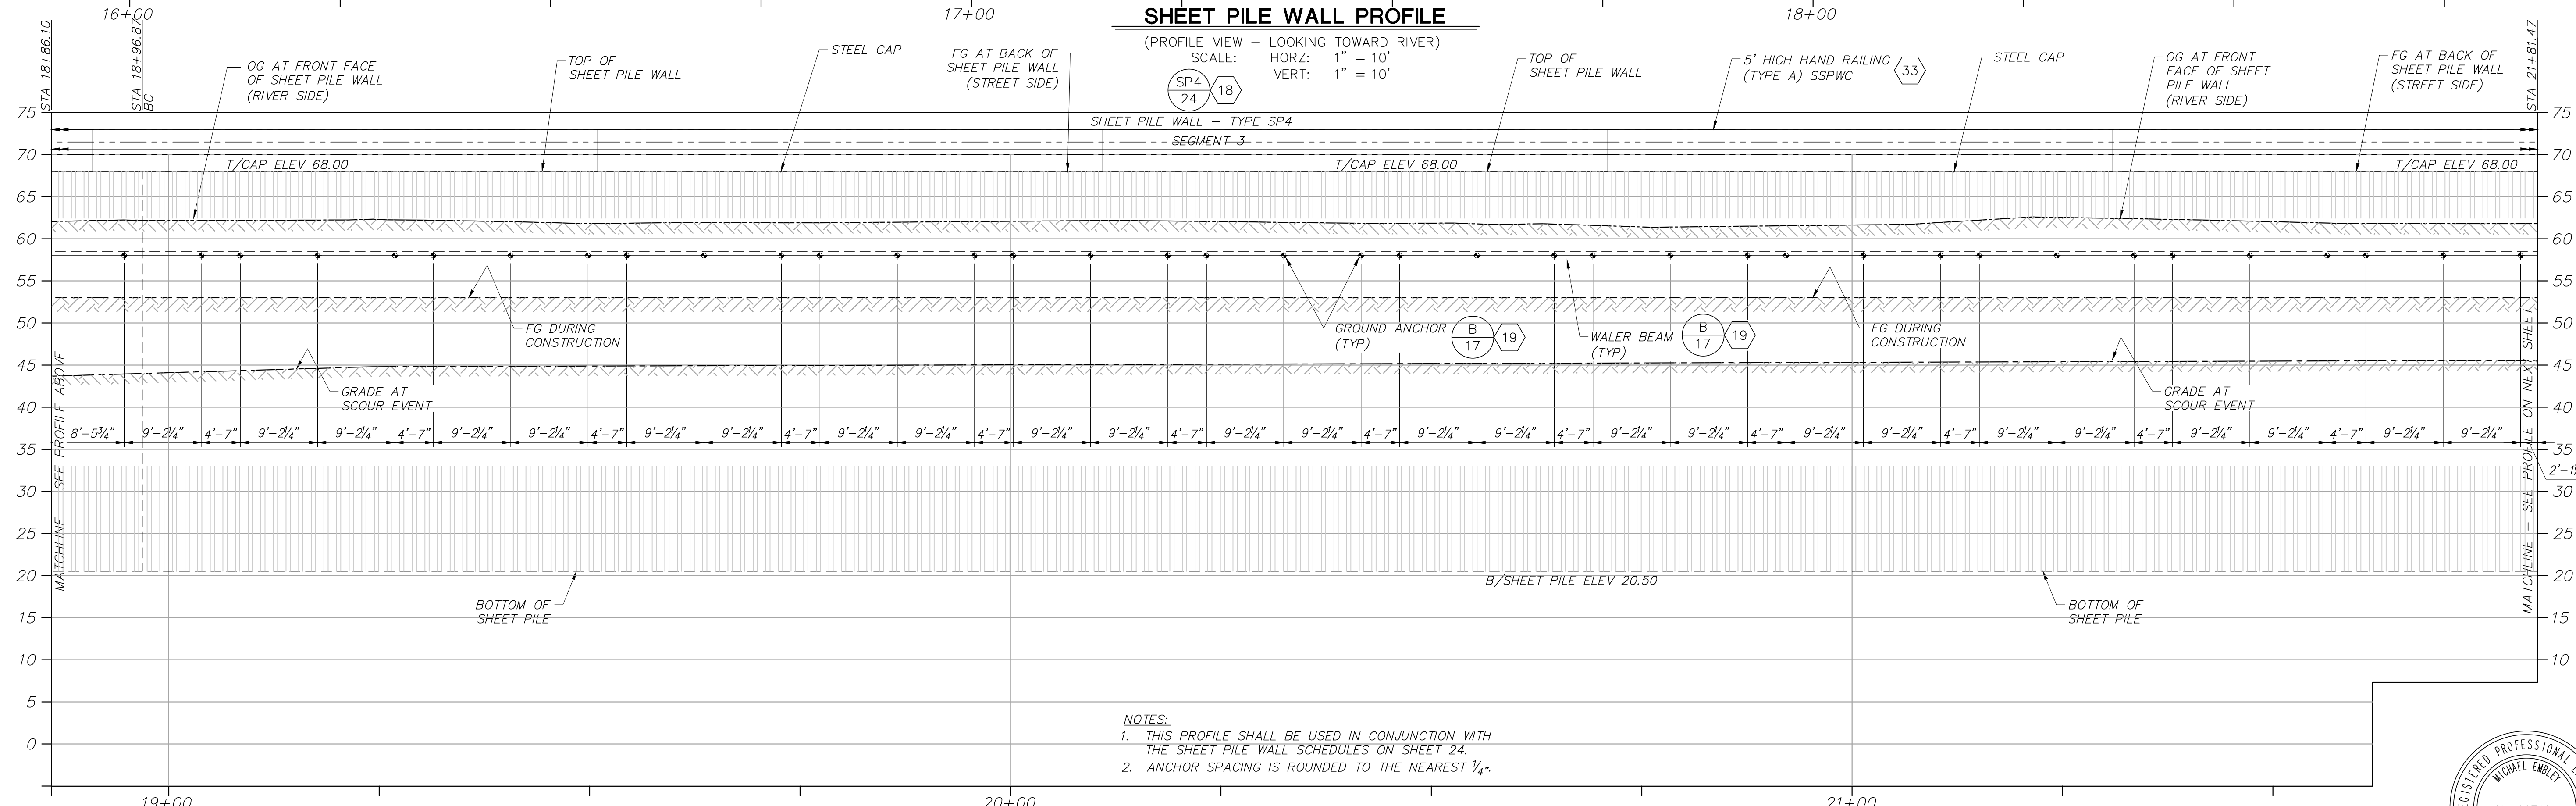 16+00
17+00
18+00
SHEET PILE WALL PROFILE
(PROFILE VIEW – LOOKING TOWARD RIVER)
SCALE: HORZ: 1" = 10'
VERT: 1" = 10'
SP4
24
18
STA 18+86.10
STA 18+96.87
BC
OG AT FRONT FACE
OF SHEET PILE WALL
(RIVER SIDE)
TOP OF
SHEET PILE WALL
STEEL CAP
FG AT BACK OF
SHEET PILE WALL
(STREET SIDE)
TOP OF
SHEET PILE WALL
5' HIGH HAND RAILING
(TYPE A) SSPWC
33
STEEL CAP
OG AT FRONT
FACE OF SHEET
PILE WALL
(RIVER SIDE)
FG AT BACK OF
SHEET PILE WALL
(STREET SIDE)
STA 21+81.47
75
70
65
60
55
50
45
40
35
30
25
20
15
10
5
0
75
70
65
60
55
50
45
40
35
30
25
20
15
10
SHEET PILE WALL – TYPE SP4
SEGMENT 3
T/CAP ELEV 68.00
T/CAP ELEV 68.00
T/CAP ELEV 68.00
FG DURING
CONSTRUCTION
GROUND ANCHOR
(TYP)
B
17
19
WALER BEAM
(TYP)
B
17
19
FG DURING
CONSTRUCTION
GRADE AT
SCOUR EVENT
GRADE AT
SCOUR EVENT
MATCHLINE – SEE PROFILE ABOVE
MATCHLINE – SEE PROFILE ON NEXT SHEET
8'-5¾" 9'-2¼" 4'-7" 9'-2¼" 9'-2¼" 4'-7" 9'-2¼" 9'-2¼" 4'-7" 9'-2¼" 9'-2¼" 4'-7" 9'-2¼" 9'-2¼" 4'-7" 9'-2¼" 9'-2¼" 4'-7" 9'-2¼" 9'-2¼" 4'-7" 9'-2¼" 9'-2¼" 4'-7" 9'-2¼" 9'-2¼" 4'-7" 9'-2¼" 9'-2¼" 4'-7" 9'-2¼" 9'-2¼" 4'-7" 9'-2¼" 9'-2¼" 4'-7" 9'-2¼" 9'-2¼"
B/SHEET PILE ELEV 20.50
BOTTOM OF
SHEET PILE
BOTTOM OF
SHEET PILE
NOTES:
1. THIS PROFILE SHALL BE USED IN CONJUNCTION WITH
THE SHEET PILE WALL SCHEDULES ON SHEET 24.
2. ANCHOR SPACING IS ROUNDED TO THE NEAREST ¼".
PROFESSIONAL
MICHAEL EMBLEY
19+00
20+00
21+00